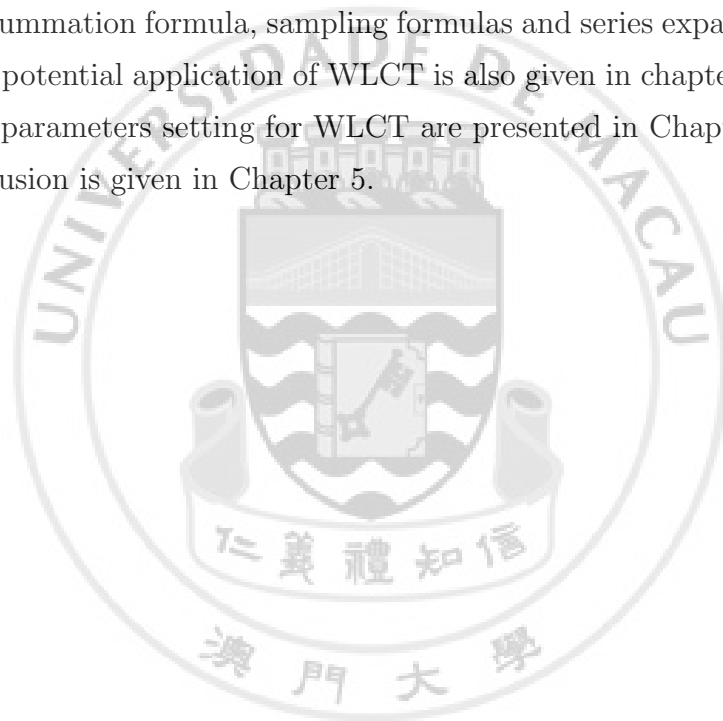 ummation formula, sampling formulas and series expa
potential application of WLCT is also given in chapte
parameters setting for WLCT are presented in Chap
usion is given in Chapter 5.
UNIVERSIDADE DE MACAU
仁義禮知信
澳門大學